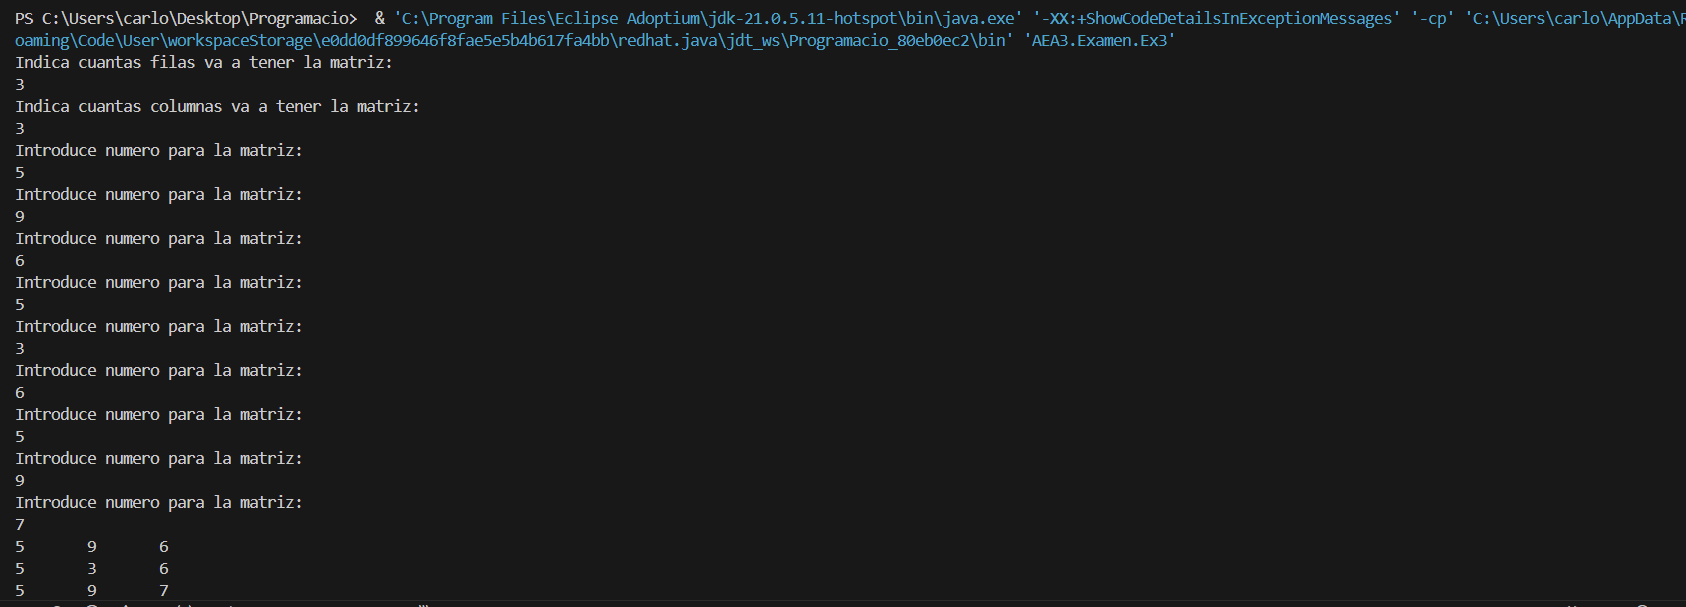 PS C:\Users\carlo\Desktop\Programacio>  & 'C:\Program Files\Eclipse Adoptium\jdk-21.0.5.11-hotspot\bin\java.exe' '-XX:+ShowCodeDetailsInExceptionMessages' '-cp' 'C:\Users\carlo\AppData\R
oaming\Code\User\workspaceStorage\e0dd0df899646f8fae5e5b4b617fa4bb\redhat.java\jdt_ws\Programacio_80eb0ec2\bin' 'AEA3.Examen.Ex3'
Indica cuantas filas va a tener la matriz:
3
Indica cuantas columnas va a tener la matriz:
3
Introduce numero para la matriz:
5
Introduce numero para la matriz:
9
Introduce numero para la matriz:
6
Introduce numero para la matriz:
5
Introduce numero para la matriz:
3
Introduce numero para la matriz:
6
Introduce numero para la matriz:
5
Introduce numero para la matriz:
9
Introduce numero para la matriz:
7
5       9       6
5       3       6
5       9       7